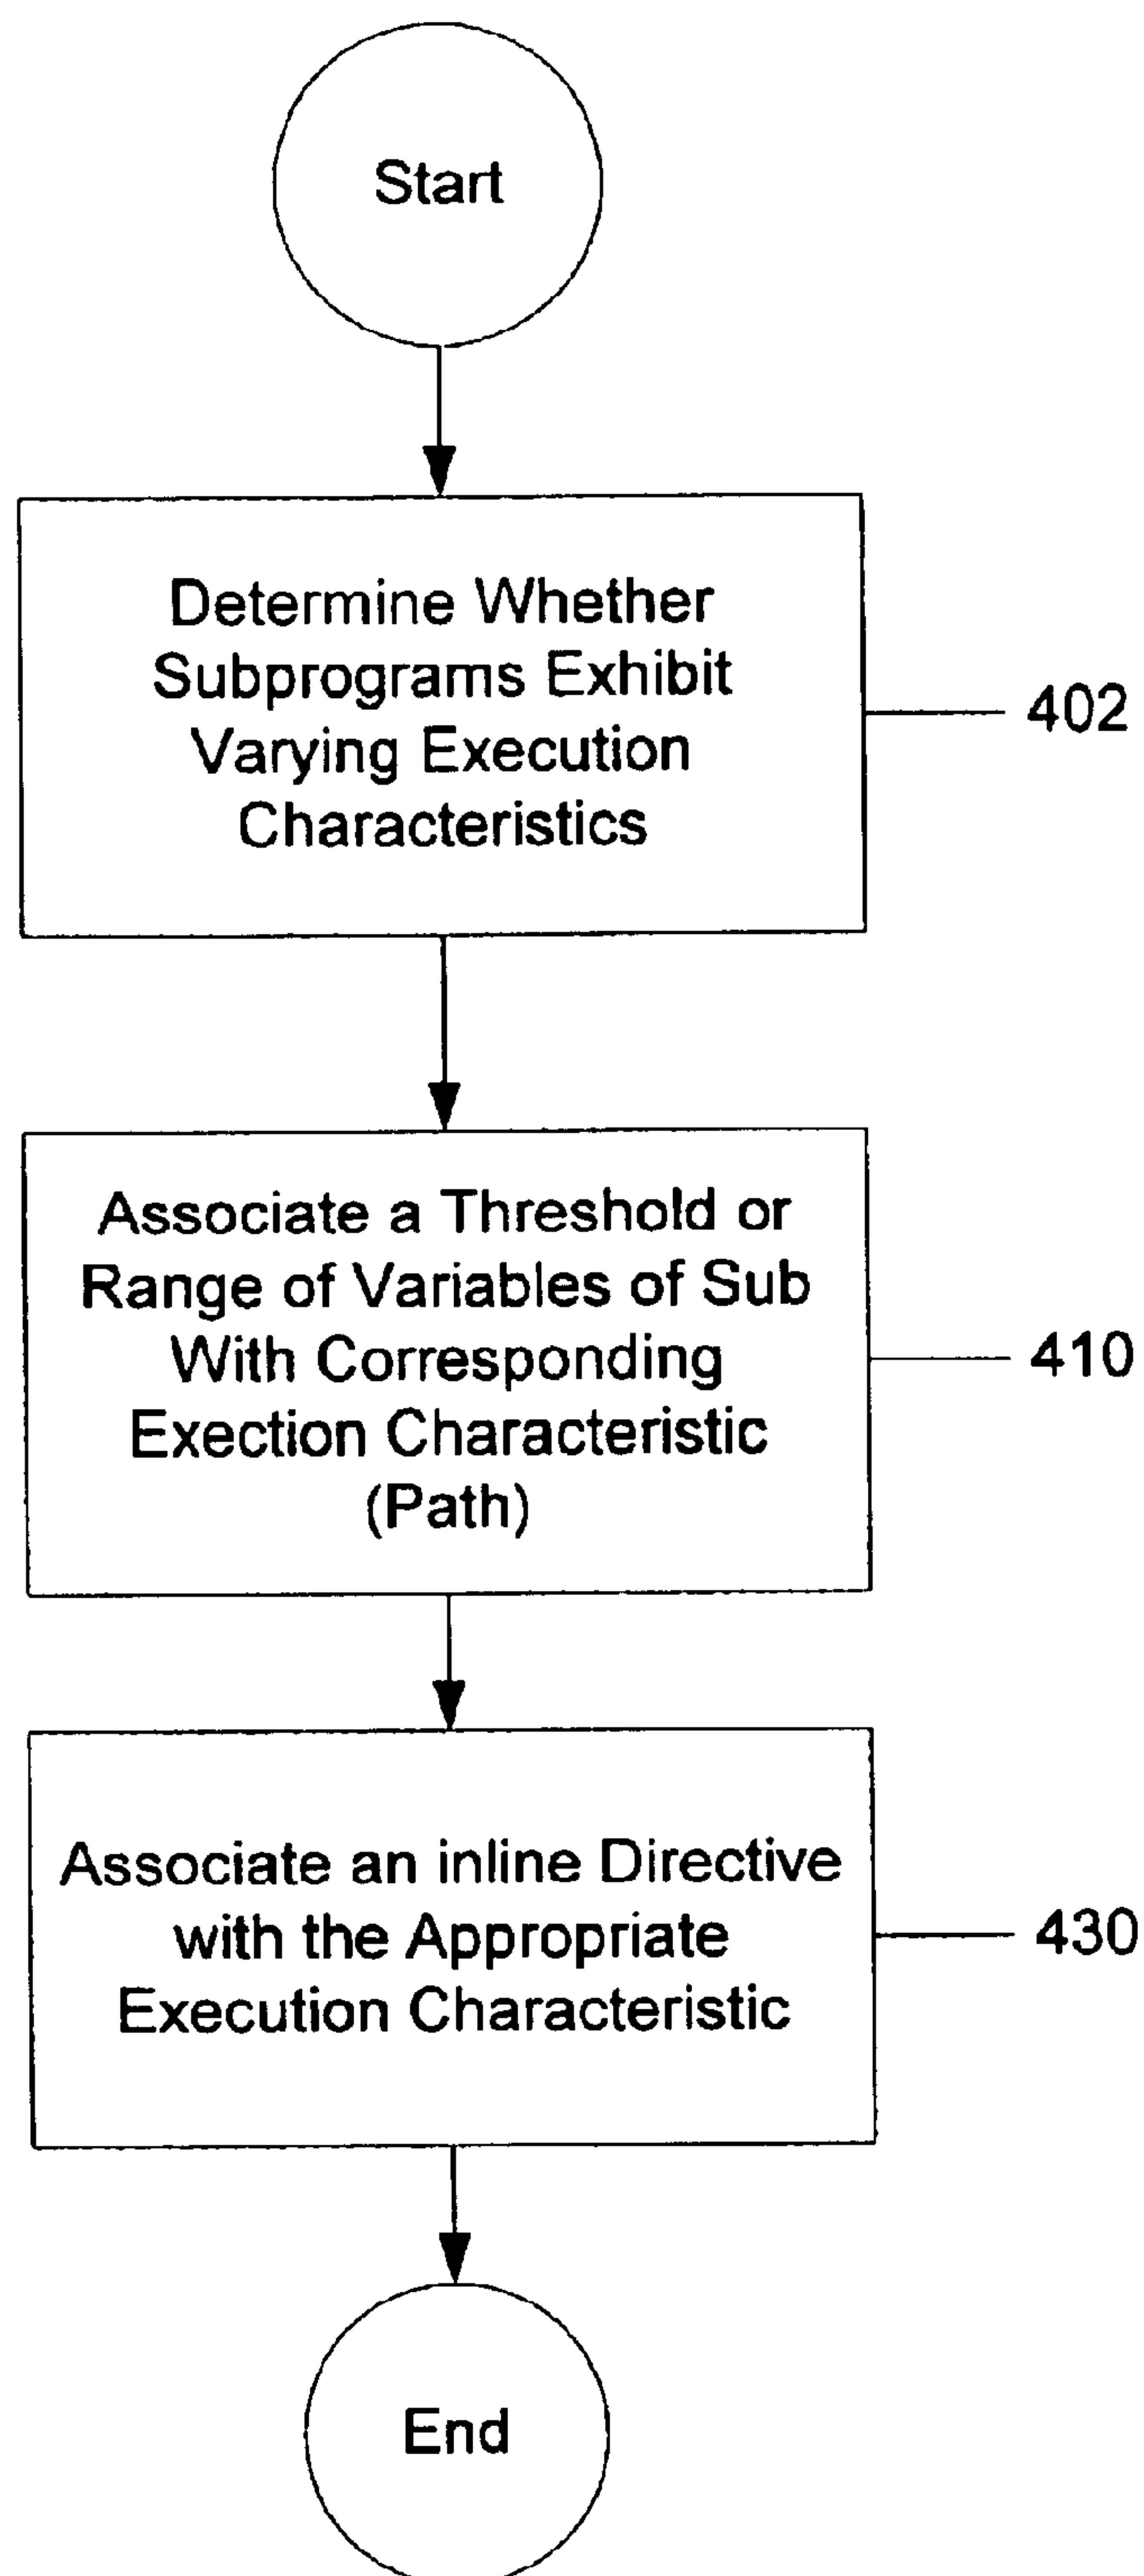 Start
Determine Whether
Subprograms Exhibit
Varying Execution
Characteristics
402
Associate a Threshold or
Range of Variables of Sub
With Corresponding
Exection Characteristic
(Path)
410
Associate an inline Directive
with the Appropriate
Execution Characteristic
430
End